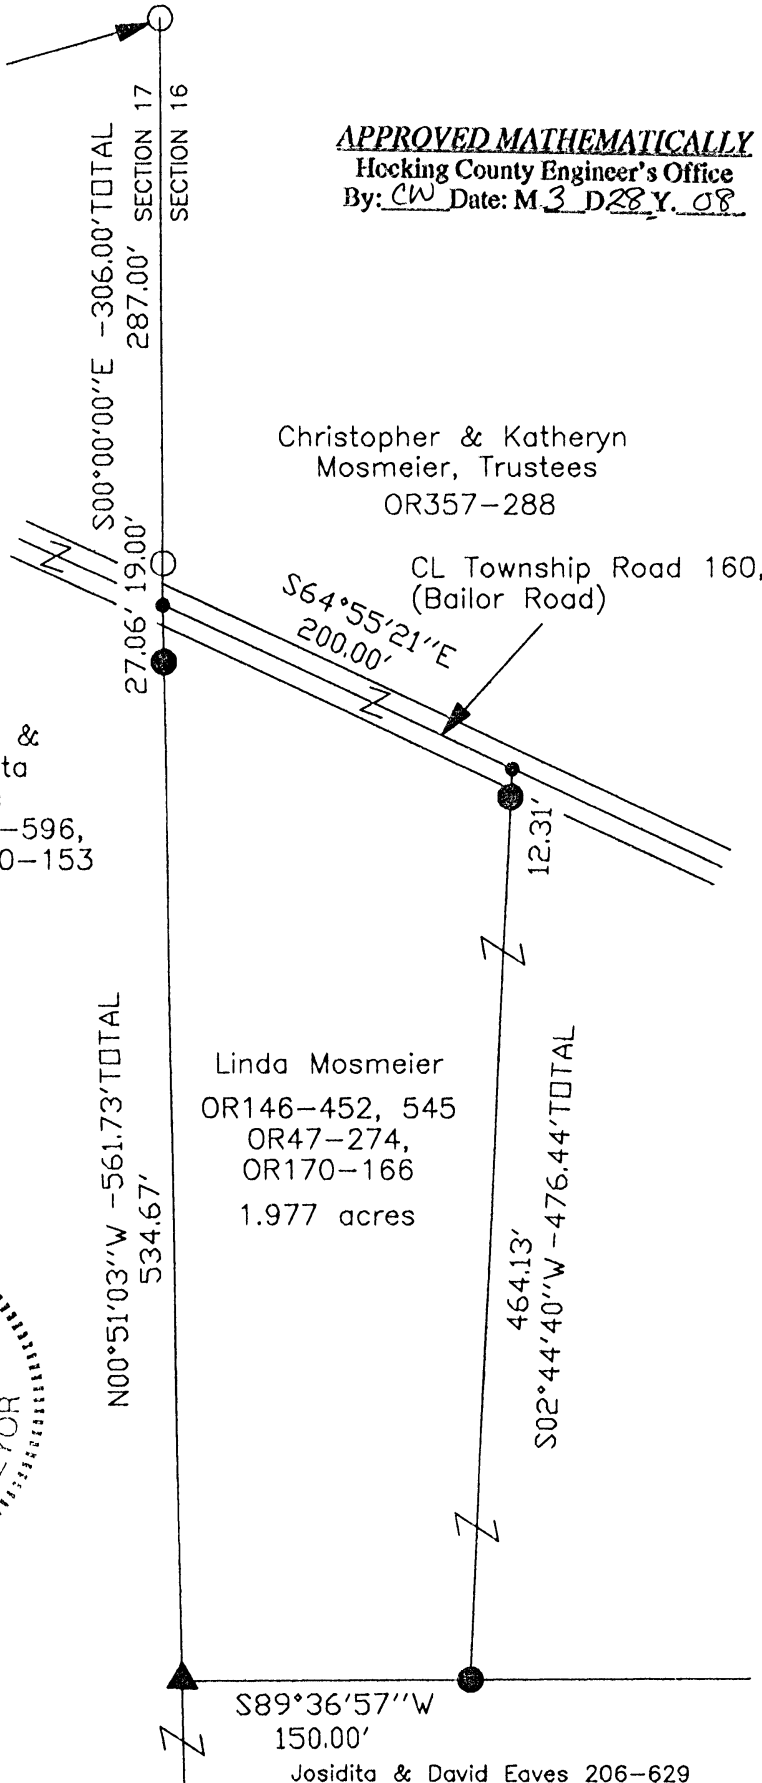 SECTION 17
SECTION 16
S00°00'00"E -306.00'TOTAL
287.00'
APPROVED MATHEMATICALLY
Hocking County Engineer's Office
By: CW Date: M 3 D 28 Y. 08
Christopher & Katheryn
Mosmeier, Trustees
OR357-288
19.00'
27.06'
CL Township Road 160,
(Bailor Road)
S64°55'21"E
200.00'
&
-596,
0-153
12.31'
Linda Mosmeier
OR146-452, 545
OR47-274,
OR170-166
1.977 acres
N00°51'03"W -561.73'TOTAL
534.67'
464.13'
S02°44'40"W -476.44'TOTAL
S89°36'57"W
150.00'
Josidita & David Eaves 206-629